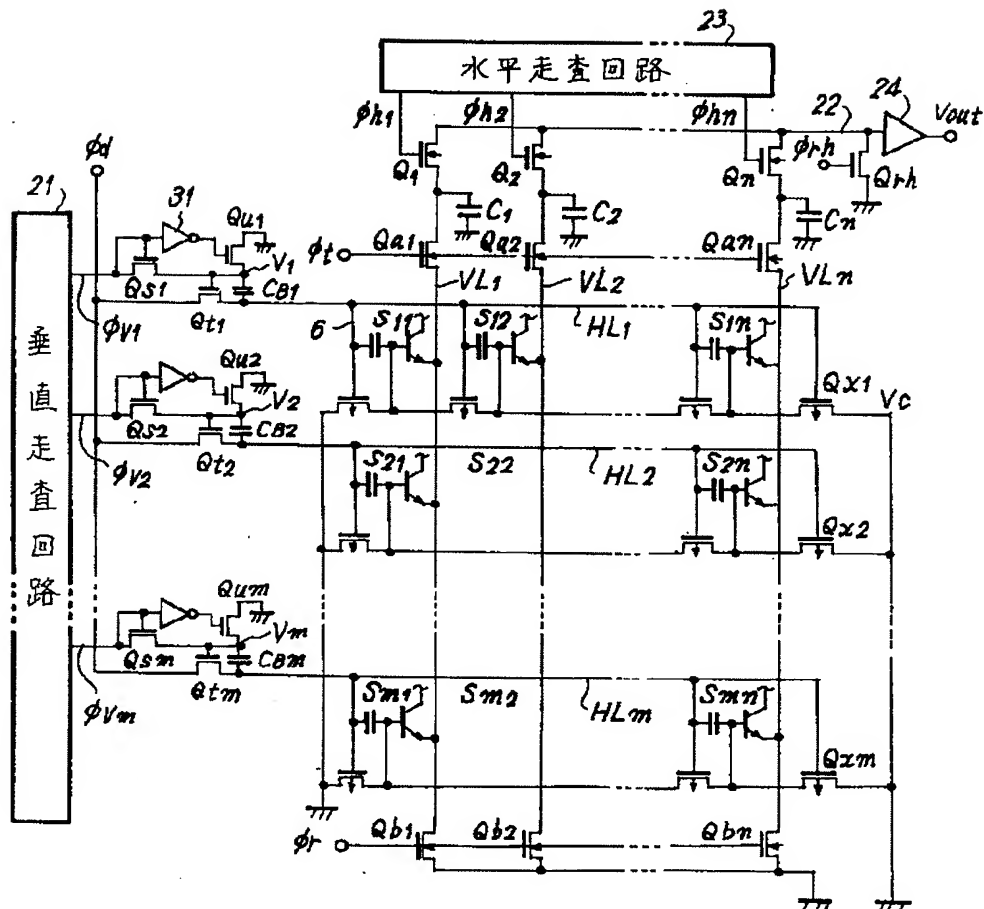 23
水平走査回路
φh1
φh2
φhn
22
24
Vout
φrh
Qrh
Q1
Q2
Qn
C1
C2
Cn
φd
21
31
Qu1
V1
φt
Qa1
Qa2
Qan
VL1
VL2
VLn
Qs1
CB1
φV1
Qt1
6
S11
S12
HL1
S1n
Qx1
Vc
垂直走査回路
Qu2
V2
Qs2
CB2
φV2
Qt2
S21
S22
HL2
S2n
Qx2
Qum
Vm
Qsm
CBm
φVm
Qtm
Sm1
Sm2
HLm
Smn
Qxm
φr
Qb1
Qb2
Qbn